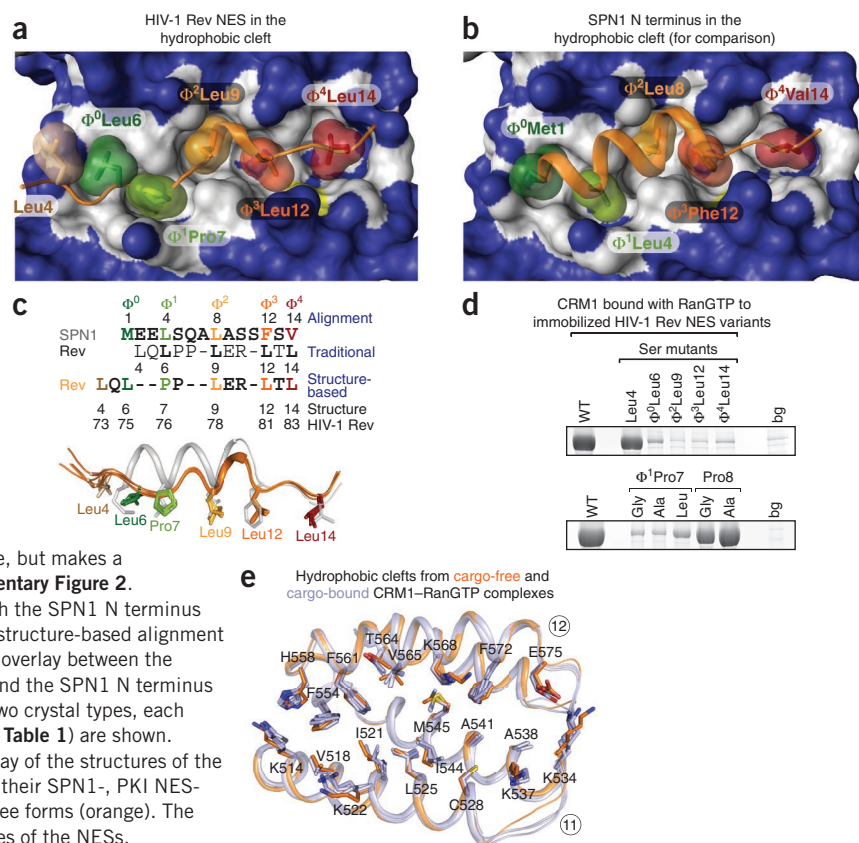 a
HIV-1 Rev NES in the
hydrophobic cleft
Φ²Leu9
Φ⁴Leu14
Φ⁰Leu6
Leu4
Φ³Leu12
Φ¹Pro7
b
SPN1 N terminus in the
hydrophobic cleft (for comparison)
Φ²Leu8
Φ⁴Val14
Φ⁰Met1
Φ³Phe12
Φ¹Leu4
c
Φ⁰ Φ¹ Φ² Φ³ Φ⁴
1 4 8 12 14 Alignment
SPN1 MEELSQALASSFSV
Rev LQLPP-LER-LTL Traditional
4 6 9 12 14
Rev LQL--PP--LER-LTL Structure-based
4 6 7 9 12 14 Structure
73 75 76 78 81 83 HIV-1 Rev
Leu4
Leu6
Pro7
Leu9
Leu12
Leu14
d
CRM1 bound with RanGTP to
immobilized HIV-1 Rev NES variants
Ser mutants
WT Leu4 Φ⁰Leu6 Φ²Leu9 Φ³Leu12 Φ⁴Leu14 bg
Φ¹Pro7 Pro8
WT Gly Ala Leu Gly Ala bg
e, but makes a
entary Figure 2.
h the SPN1 N terminus
structure-based alignment
overlay between the
nd the SPN1 N terminus
wo crystal types, each
Table 1) are shown.
ay of the structures of the
their SPN1-, PKI NES-
ee forms (orange). The
es of the NESs.
e
Hydrophobic clefts from cargo-free and
cargo-bound CRM1–RanGTP complexes
12
T564
K568
H558 F561 V565 F572 E575
F554
M545 A541
I521 A538
V518 I544
K514 K534
L525 K537
K522 C528
11